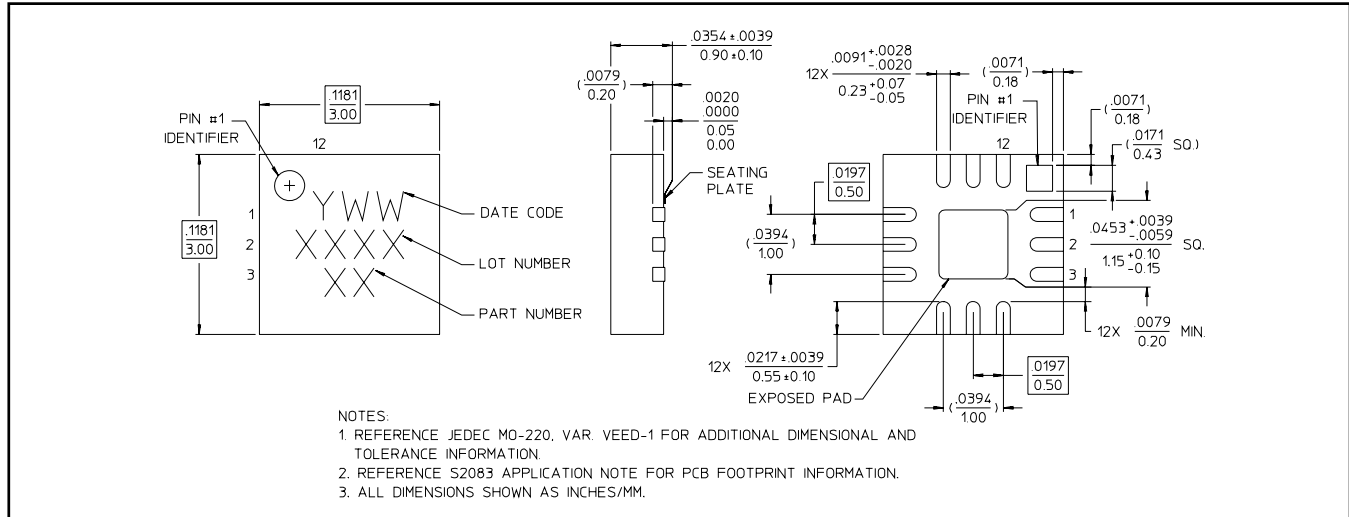 .1181
3.00
PIN #1
IDENTIFIER
12
.1181
3.00
1
2
3
YWW
XXXX
XX
DATE CODE
LOT NUMBER
PART NUMBER
.0354 ±.0039
0.90 ±0.10
(.0079
0.20)
.0020
.0000
0.05
0.00
SEATING
PLATE
12X .0091 +.0028
-.0020
0.23 +0.07
-0.05
(.0071
0.18)
PIN #1
IDENTIFIER
12
(.0071
0.18)
(.0171
0.43 SQ.)
.0197
0.50
(.0394
1.00)
1
2
3
.0453 +.0039
-.0059 SQ.
1.15 +0.10
-0.15
12X .0079
0.20 MIN.
12X .0217 ±.0039
0.55 ±0.10
EXPOSED PAD
(.0394
1.00)
.0197
0.50
NOTES:
1. REFERENCE JEDEC MO-220, VAR. VEED-1 FOR ADDITIONAL DIMENSIONAL AND
TOLERANCE INFORMATION.
2. REFERENCE S2083 APPLICATION NOTE FOR PCB FOOTPRINT INFORMATION.
3. ALL DIMENSIONS SHOWN AS INCHES/MM.